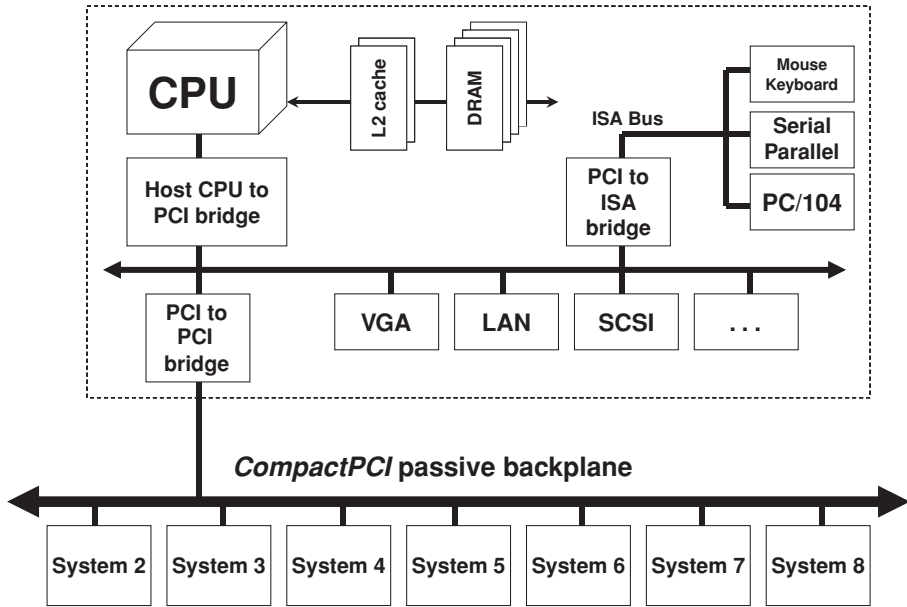 CPU
L2 cache
DRAM
ISA Bus
Mouse
Keyboard
Serial
Parallel
PC/104
Host CPU to
PCI bridge
PCI to
ISA
bridge
PCI to
PCI
bridge
VGA
LAN
SCSI
. . .
CompactPCI passive backplane
System 2
System 3
System 4
System 5
System 6
System 7
System 8